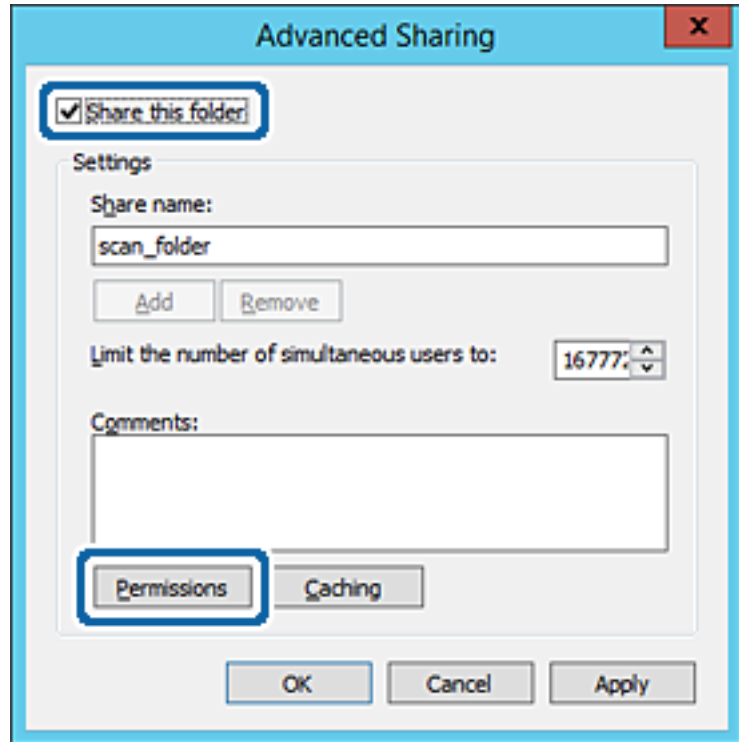 Advanced Sharing
x
Share this folder
Settings
Share name:
scan_folder
Add Remove
Limit the number of simultaneous users to: 16777
Comments:
Permissions Caching
OK Cancel Apply